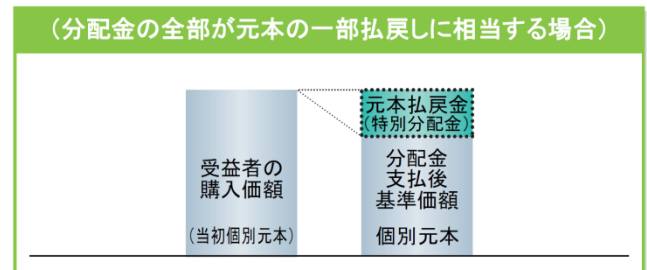 (分配金の全部が元本の一部払戻しに相当する場合)
受益者の
購入価額
(当初個別元本)
元本払戻金
(特別分配金)
分配金
支払後
基準価額
個別元本